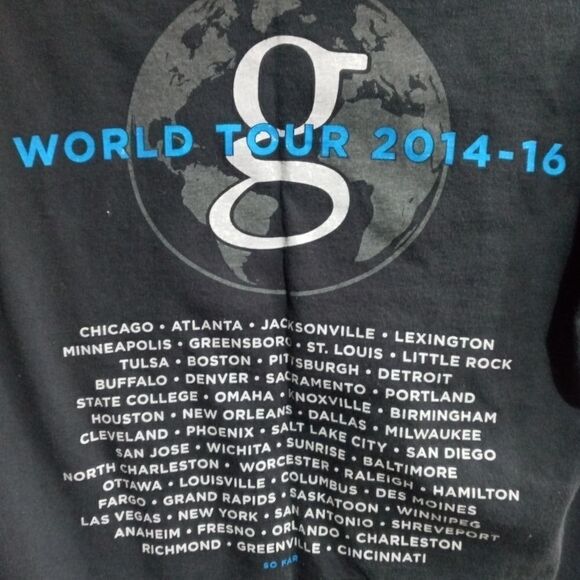 g
WORLD TOUR 2014-16
CHICAGO • ATLANTA • JACKSONVILLE • LEXINGTON
MINNEAPOLIS • GREENSBORO • ST. LOUIS • LITTLE ROCK
TULSA • BOSTON • PITTSBURGH • DETROIT
BUFFALO • DENVER • SACRAMENTO • PORTLAND
STATE COLLEGE • OMAHA • KNOXVILLE • BIRMINGHAM
HOUSTON • NEW ORLEANS • DALLAS • MILWAUKEE
CLEVELAND • PHOENIX • SALT LAKE CITY • SAN DIEGO
SAN JOSE • WICHITA • SUNRISE • BALTIMORE
NORTH CHARLESTON • WORCESTER • RALEIGH • HAMILTON
OTTAWA • LOUISVILLE • COLUMBUS • DES MOINES
FARGO • GRAND RAPIDS • SASKATOON • WINNIPEG
LAS VEGAS • NEW YORK • SAN ANTONIO • SHREVEPORT
ANAHEIM • FRESNO • ORLANDO • CHARLESTON
RICHMOND • GREENVILLE • CINCINNATI
SO FAR